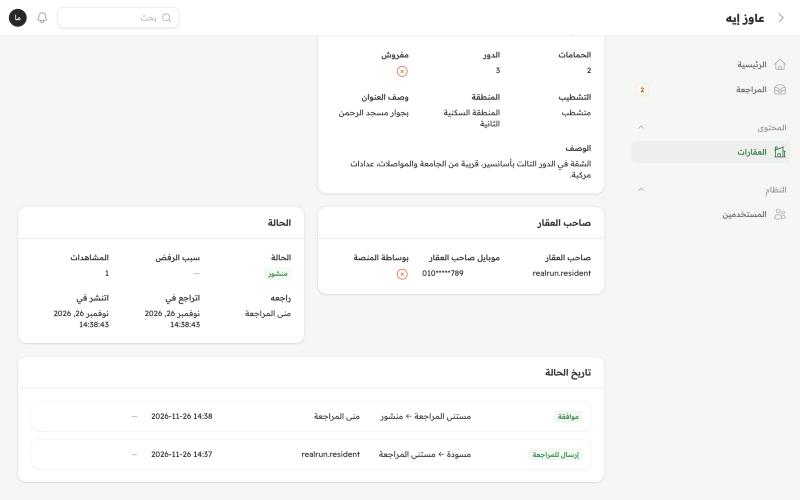 عاوز إيه
بحث
ما
الرئيسية
المراجعة
2
المحتوى
العقارات
النظام
المستخدمين
الحمامات
الدور
مفروش
2
3
التشطيب
المنطقة
وصف العنوان
متشطب
المنطقة السكنية الثانية
بجوار مسجد الرحمن
الوصف
الشقة في الدور الثالث بأسانسير، قريبة من الجامعة والمواصلات، عدادات
مركبة.
صاحب العقار
صاحب العقار
موبايل صاحب العقار
بوساطة المنصة
realrun.resident
010*****789
الحالة
الحالة
سبب الرفض
المشاهدات
منشور
—
1
راجعه
اتراجع في
اتنشر في
منى المراجعة
نوفمبر 26, 2026 14:38:43
نوفمبر 26, 2026 14:38:43
تاريخ الحالة
موافقة
مستني المراجعة ← منشور
منى المراجعة
2026-11-26 14:38
—
إرسال للمراجعة
مسودة ← مستني المراجعة
realrun.resident
2026-11-26 14:37
—